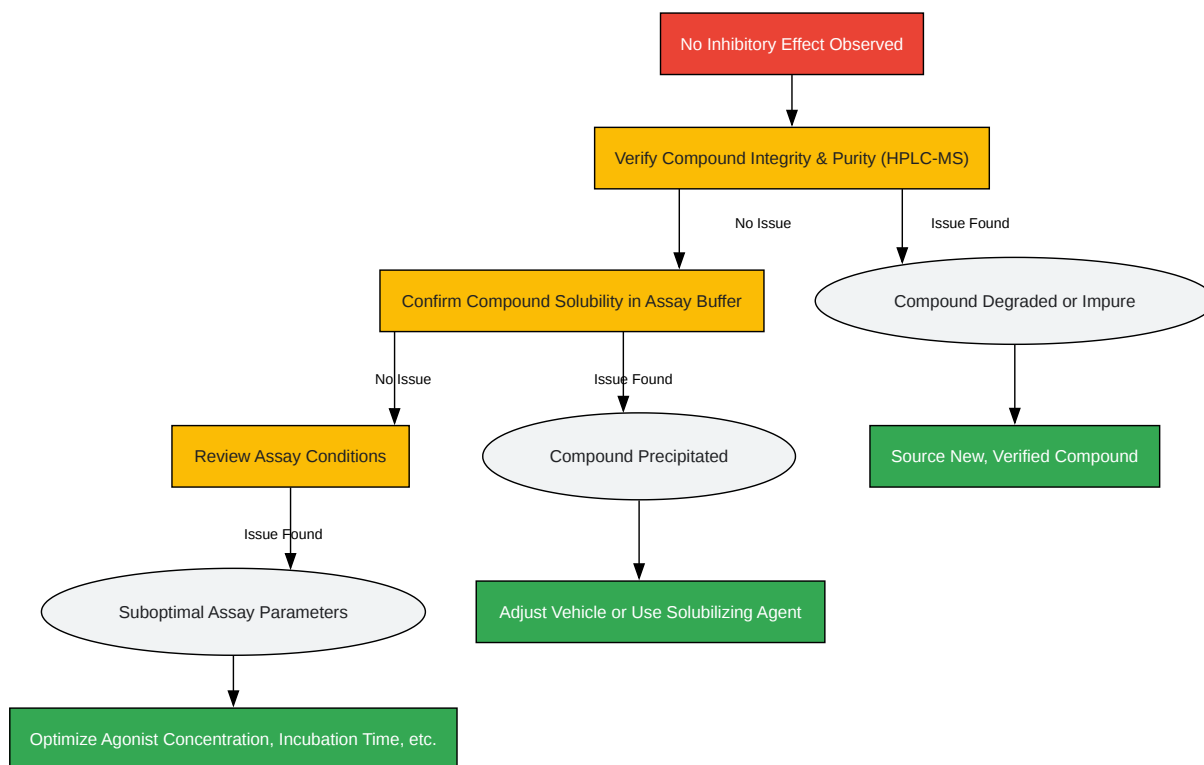 No Inhibitory Effect Observed
Verify Compound Integrity & Purity (HPLC-MS)
No Issue
Issue Found
Confirm Compound Solubility in Assay Buffer
Compound Degraded or Impure
No Issue
Issue Found
Review Assay Conditions
Compound Precipitated
Source New, Verified Compound
Issue Found
Suboptimal Assay Parameters
Adjust Vehicle or Use Solubilizing Agent
Optimize Agonist Concentration, Incubation Time, etc.